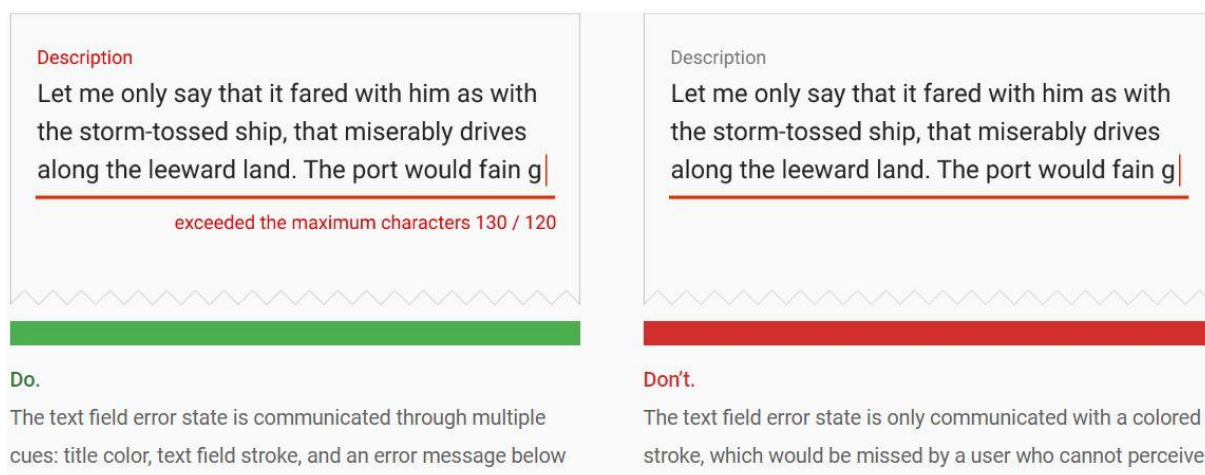 Description
Let me only say that it fared with him as with
the storm-tossed ship, that miserably drives
along the leeward land. The port would fain g
exceeded the maximum characters 130 / 120
Do.
The text field error state is communicated through multiple
cues: title color, text field stroke, and an error message below
Description
Let me only say that it fared with him as with
the storm-tossed ship, that miserably drives
along the leeward land. The port would fain g
Don't.
The text field error state is only communicated with a colored
stroke, which would be missed by a user who cannot perceive